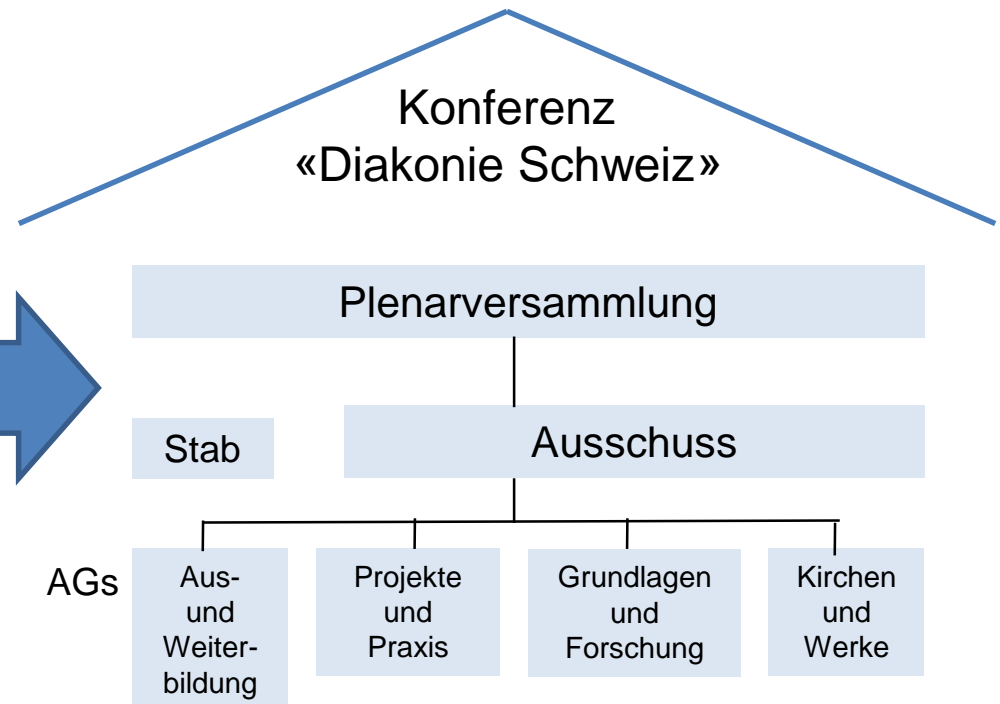 Konferenz
«Diakonie Schweiz»
Plenarversammlung
Stab
Ausschuss
AGs
Aus-
und
Weiter-
bildung
Projekte
und
Praxis
Grundlagen
und
Forschung
Kirchen
und
Werke